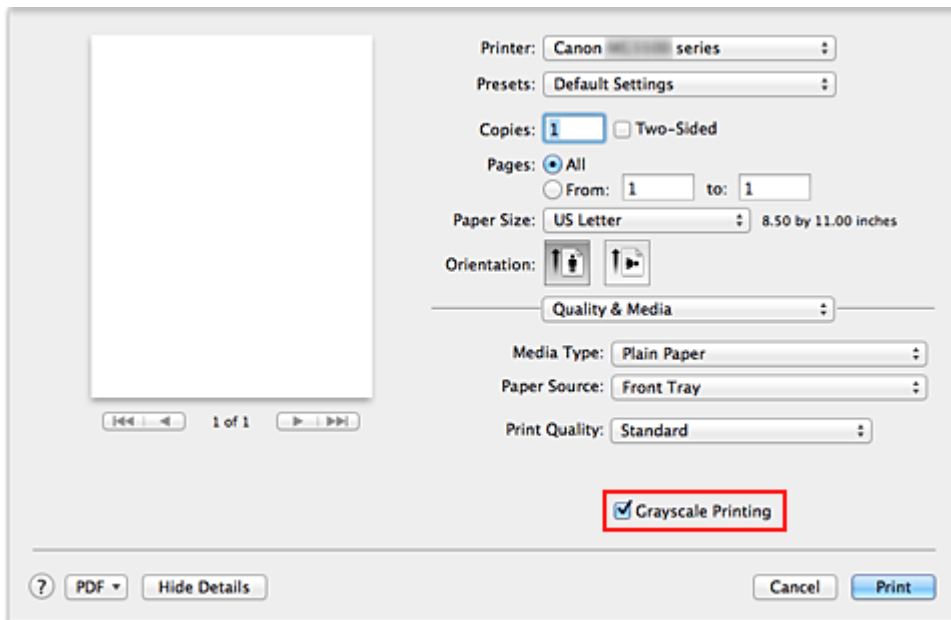 Printer: Canon series
Presets: Default Settings
Copies: 1 Two-Sided
Pages: All
From: 1 to: 1
Paper Size: US Letter 8.50 by 11.00 inches
Orientation:
Quality & Media
Media Type: Plain Paper
Paper Source: Front Tray
1 of 1
Print Quality: Standard
Grayscale Printing
? PDF Hide Details Cancel Print